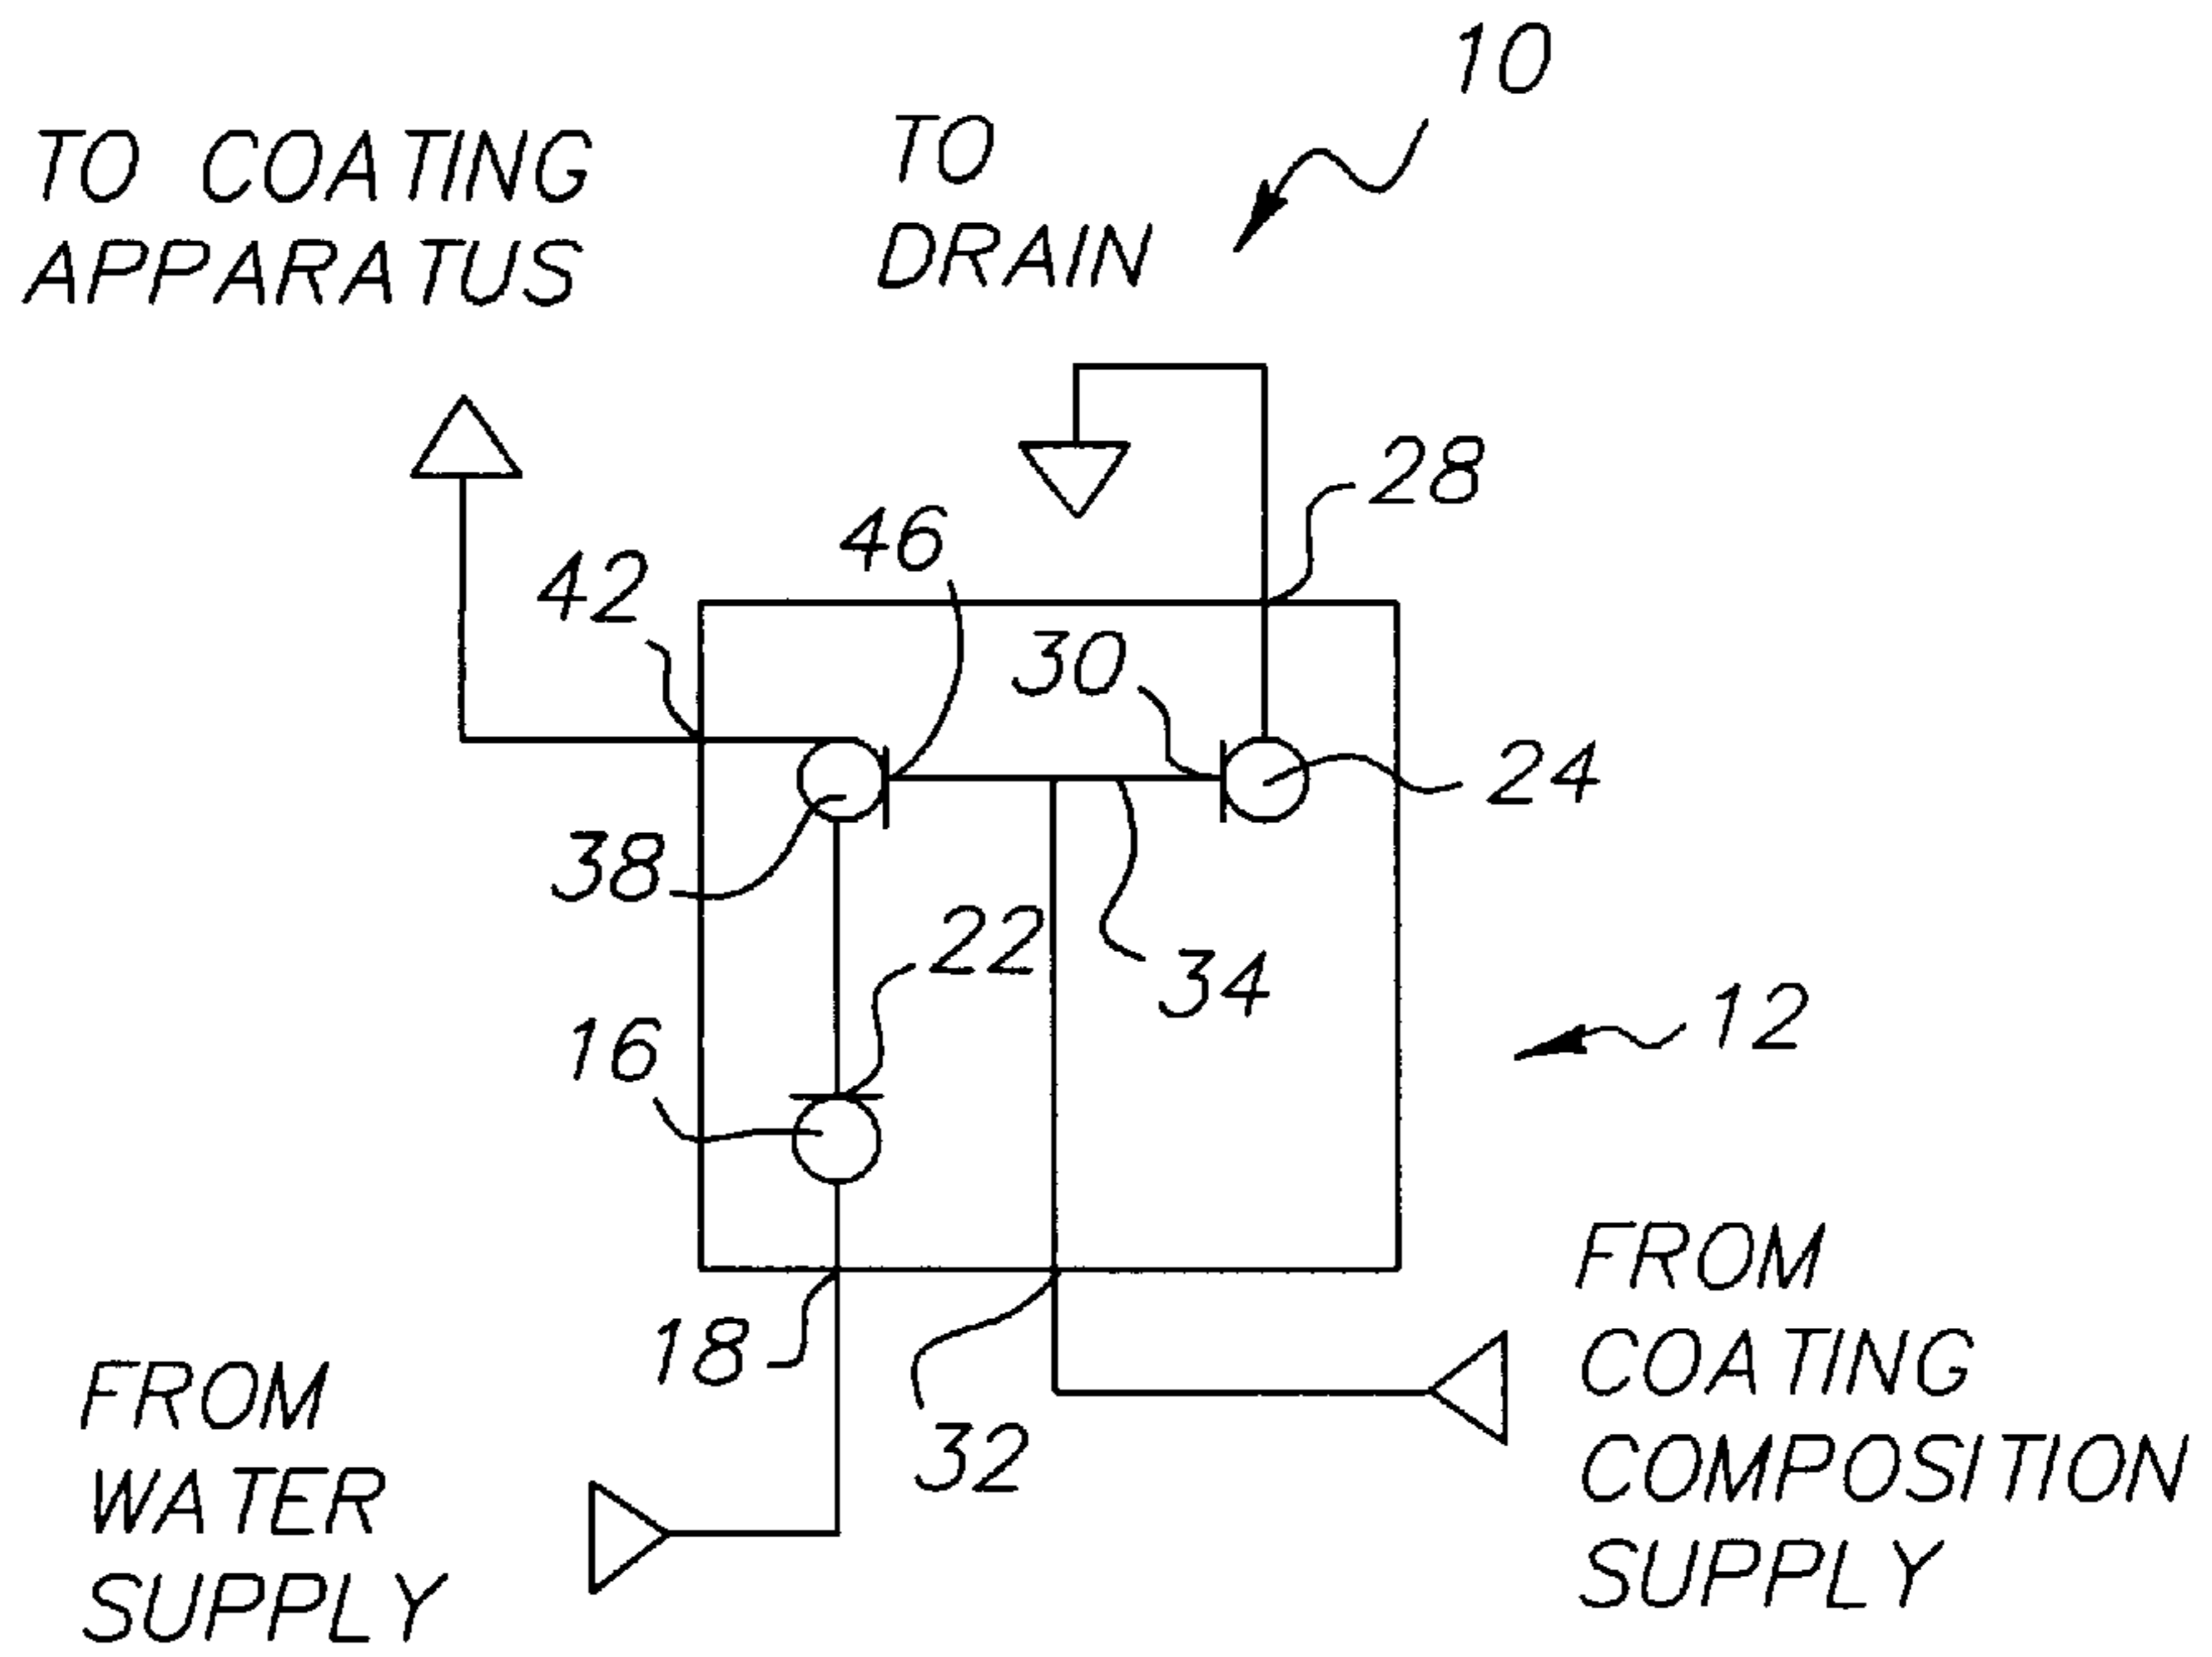 10
TO COATING
APPARATUS
TO
DRAIN
28
46
42
30
24
38
22
34
12
16
18
32
FROM
WATER
SUPPLY
FROM
COATING
COMPOSITION
SUPPLY